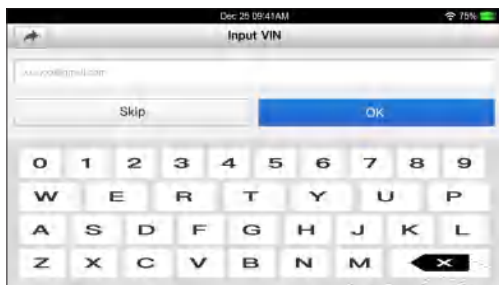 Dec 25 09:41AM 75%
Input VIN
Skip OK
0 1 2 3 4 5 6 7 8 9
W E R T Y U P
A S D F G H J K L
Z X C V B N M X